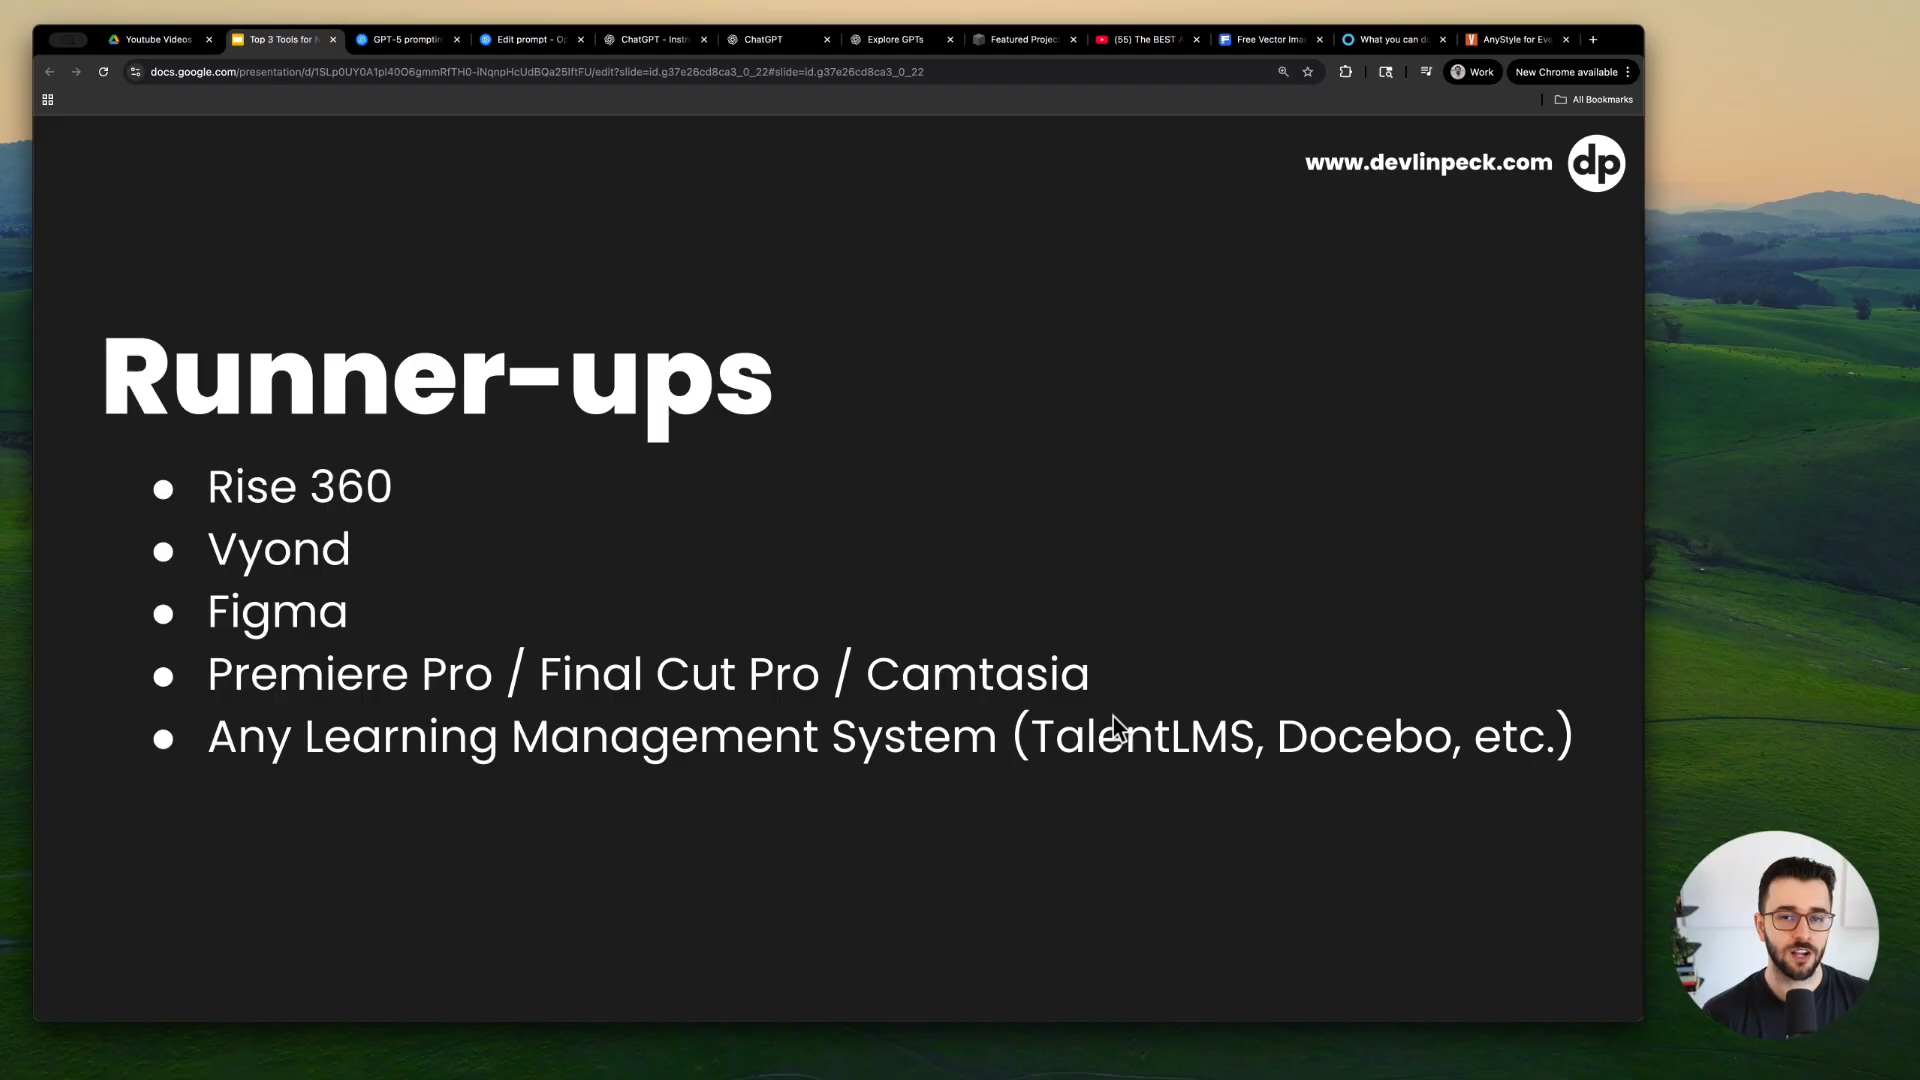 Youtube Videos
Top 3 Tools for
GPT-5 promptin
Edit prompt - Op
ChatGPT - Instr
ChatGPT
Explore GPTs
Featured Projec
(55) The BEST A
Free Vector Ima
What you can d
AnyStyle for Eve
Work
New Chrome available
All Bookmarks
www.devlinpeck.com
dp
Runner-ups
● Rise 360
● Vyond
● Figma
● Premiere Pro / Final Cut Pro / Camtasia
● Any Learning Management System (TalentLMS, Docebo, etc.)